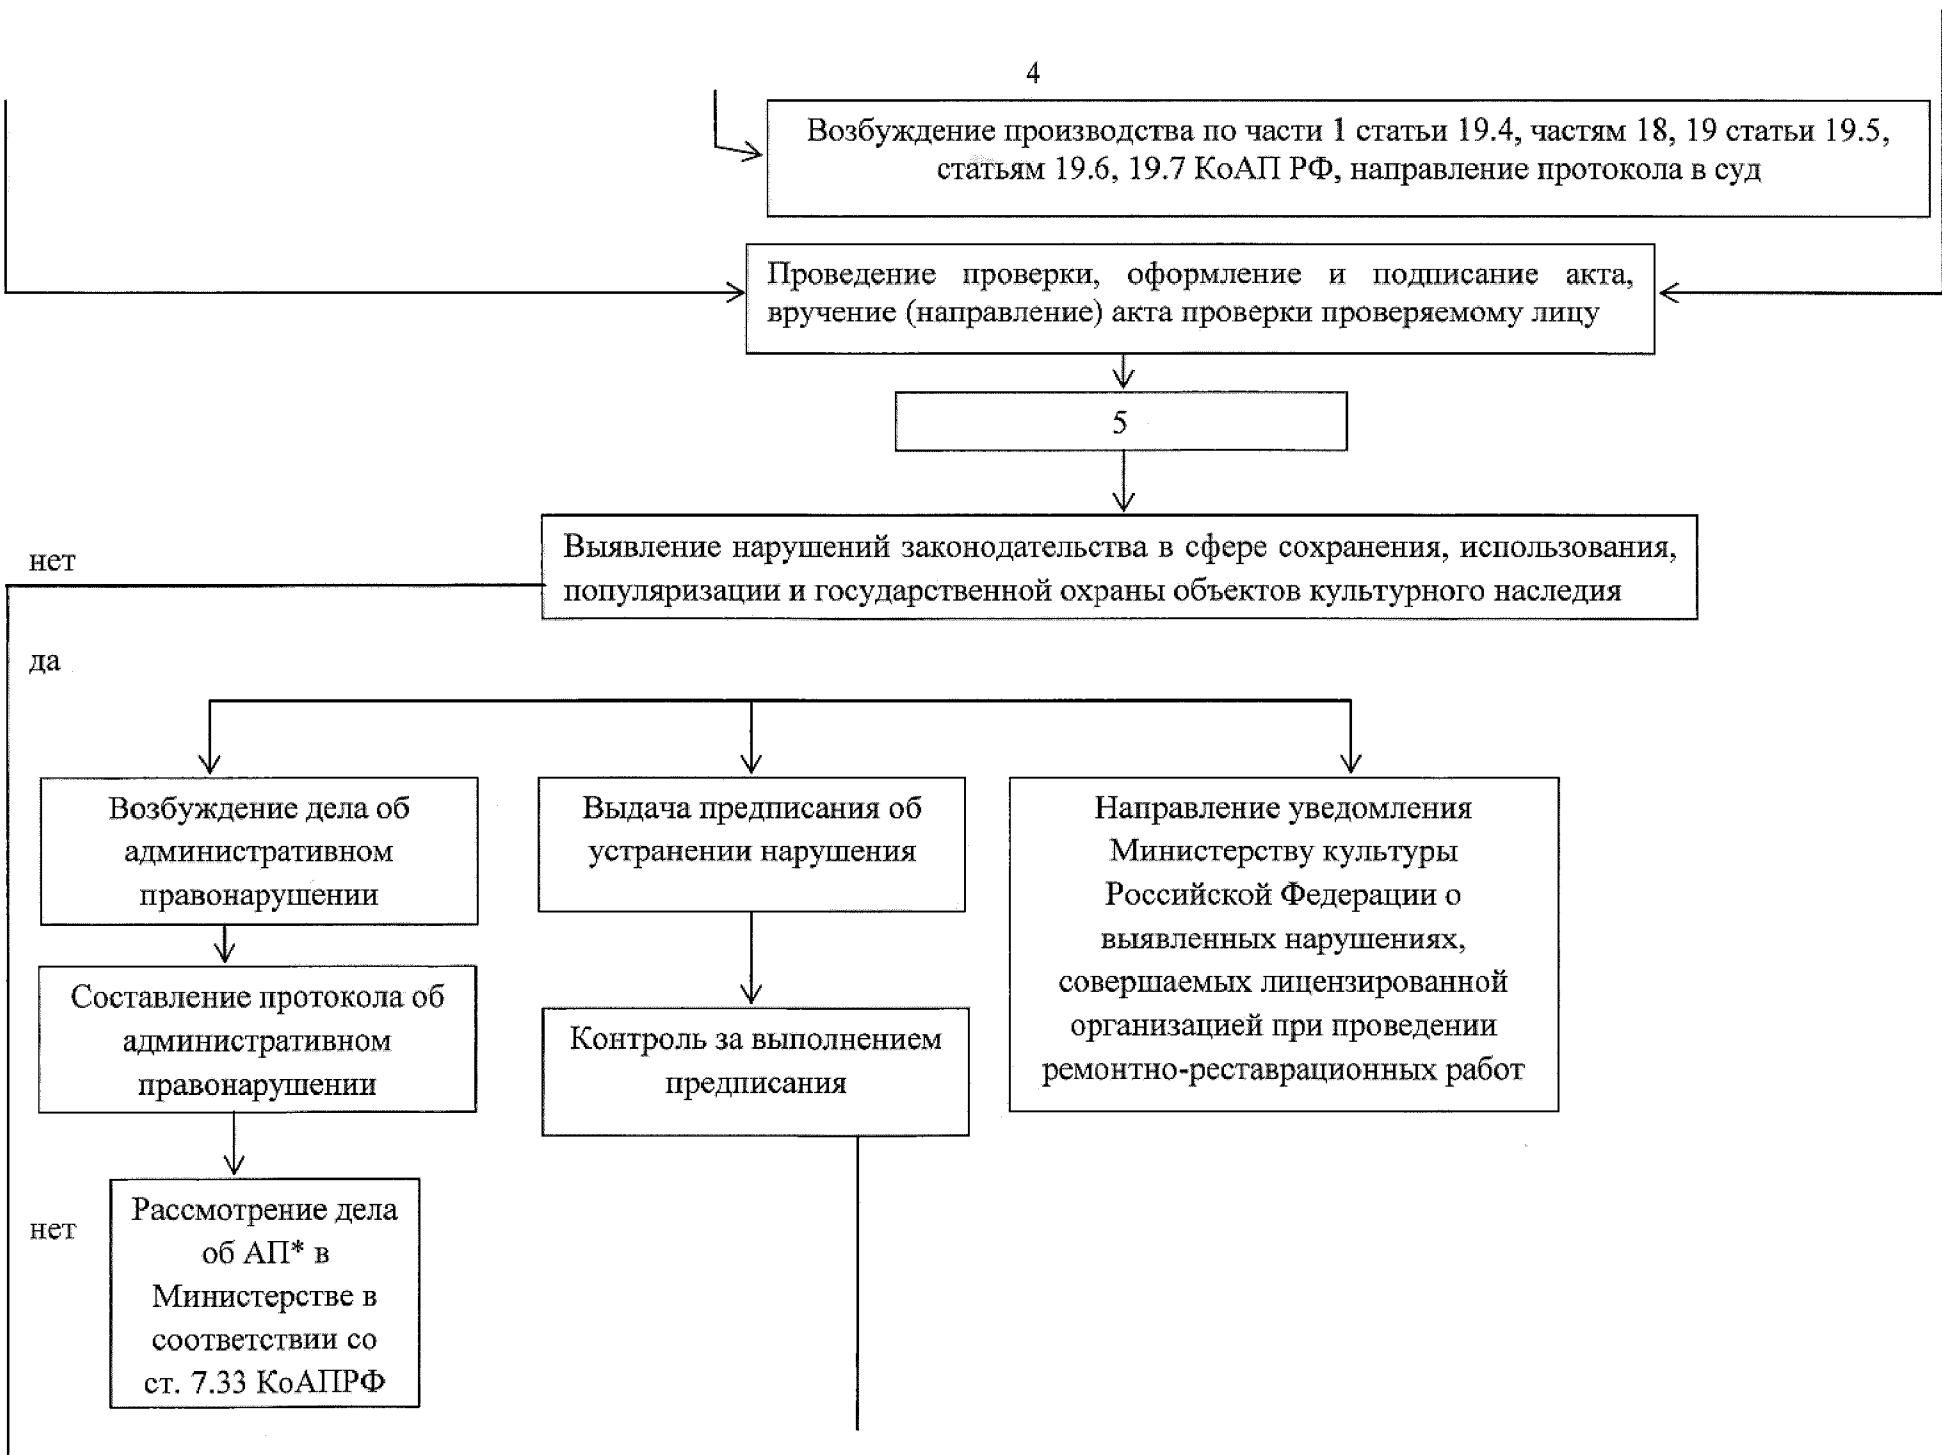 4
Возбуждение производства по части 1 статьи 19.4, частям 18, 19 статьи 19.5,
статьям 19.6, 19.7 КоАП РФ, направление протокола в суд
Проведение проверки, оформление и подписание акта,
вручение (направление) акта проверки проверяемому лицу
5
Выявление нарушений законодательства в сфере сохранения, использования,
популяризации и государственной охраны объектов культурного наследия
нет
да
Возбуждение дела об
административном
правонарушении
Составление протокола об
административном
правонарушении
Рассмотрение дела
об АП* в
Министерстве в
соответствии со
ст. 7.33 КоАПРФ
нет
Выдача предписания об
устранении нарушения
Контроль за выполнением
предписания
Направление уведомления
Министерству культуры
Российской Федерации о
выявленных нарушениях,
совершаемых лицензированной
организацией при проведении
ремонтно-реставрационных работ